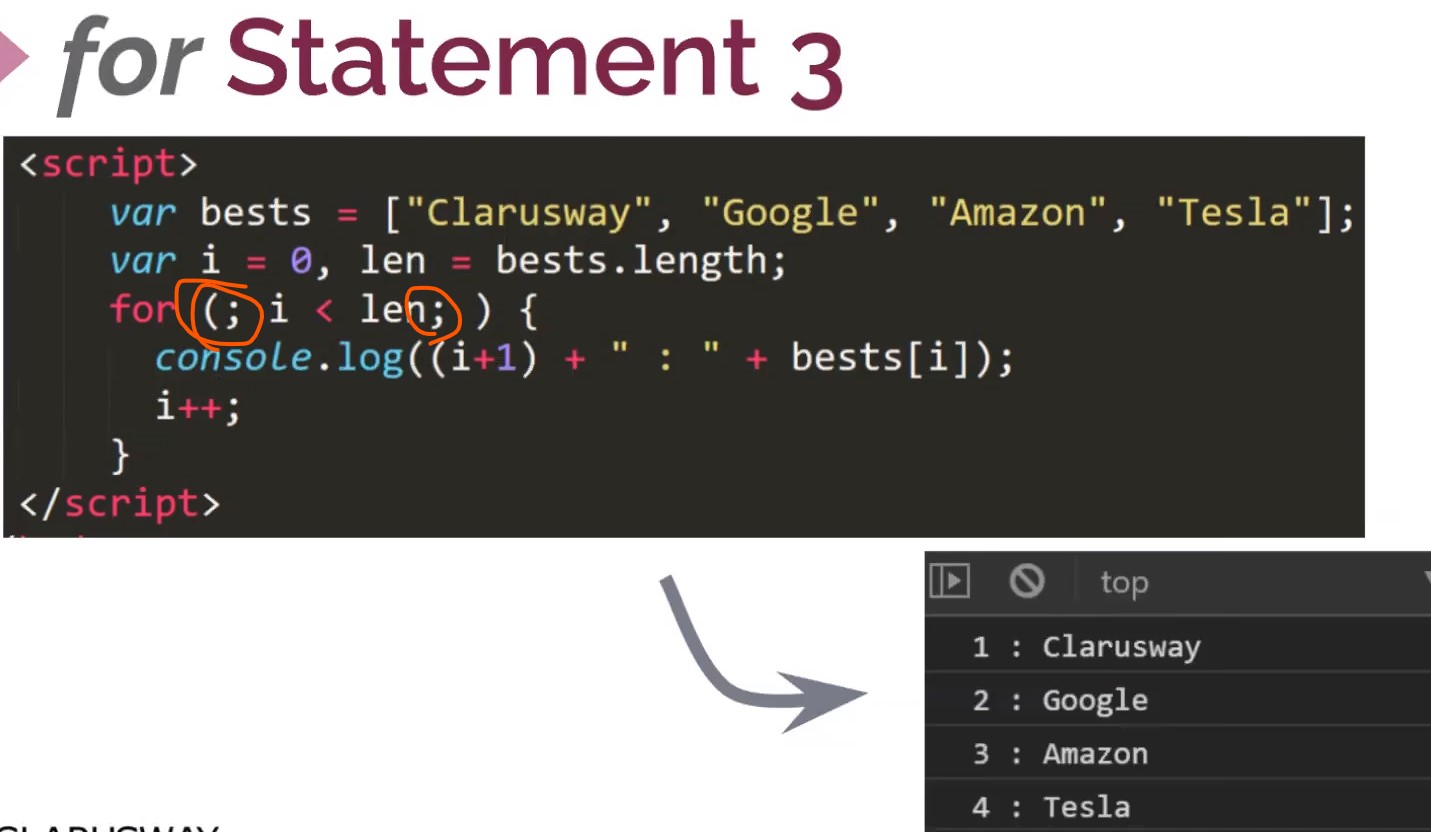 for Statement 3
<script>
var bests = ["Clarusway", "Google", "Amazon", "Tesla"];
var i = 0, len = bests.length;
for (; i < len; ) {
console.log((i+1) + " : " + bests[i]);
i++;
}
</script>
top
1 : Clarusway
2 : Google
3 : Amazon
4 : Tesla
CLARUSWAY